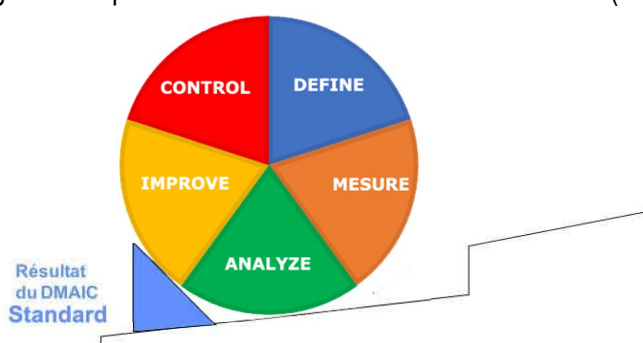 CONTROL
DEFINE
IMPROVE
MESURE
ANALYZE
Résultat
du DMAIC
Standard